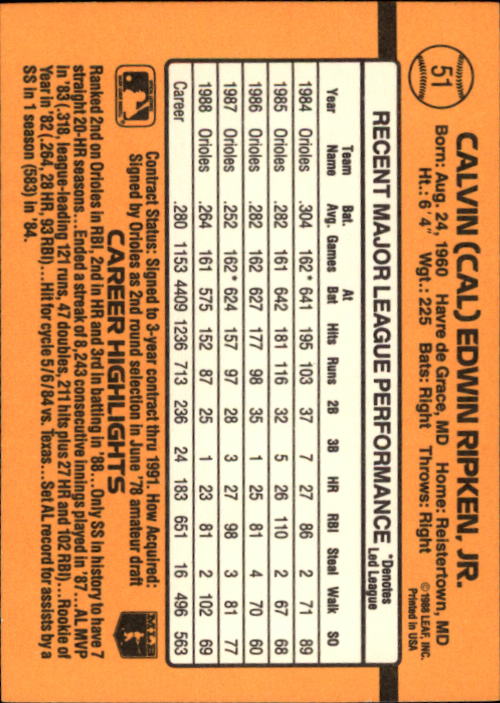 51
CALVIN (CAL) EDWIN RIPKEN, JR.
Born: Aug. 24, 1960 Havre de Grace, MD Home: Reistertown, MD
Ht.: 6'4" Wgt.: 225 Bats: Right Throws: Right
©1988 LEAF, INC.
Printed in USA
RECENT MAJOR LEAGUE PERFORMANCE *Denotes Led League
Year Team Name Bat. Avg. Games At Bat Hits Runs 2B 3B HR RBI Steal Walk SO
1984 Orioles .304 162* 641 195 103 37 7 27 86 2 71 89
1985 Orioles .282 161 642 181 116 32 5 26 110 2 67 68
1986 Orioles .282 162 627 177 98 35 1 25 81 4 70 60
1987 Orioles .252 162* 624 157 97 28 3 27 98 3 81 77
1988 Orioles .264 161 575 152 87 25 1 23 81 2 102 69
Career .280 1153 4409 1236 713 236 24 183 651 16 496 563
Contract Status: Signed to 3-year contract thru 1991. How Acquired:
Signed by Orioles as 2nd round selection in June '78 amateur draft
CAREER HIGHLIGHTS
Ranked 2nd on Orioles in RBI, 2nd in HR and 3rd in batting in '88...Only SS in history to have 7
straight 20-HR seasons...Ended a streak of 8,243 consecutive innings played in '87...AL MVP
in '83 (.318, league-leading 121 runs, 47 doubles, 211 hits plus 27 HR and 102 RBI)...Rookie of
Year in '82 (.264, 28 HR, 93 RBI)...Hit for cycle 5/6/84 vs. Texas...Set AL record for assists by a
SS in 1 season (583) in '84.